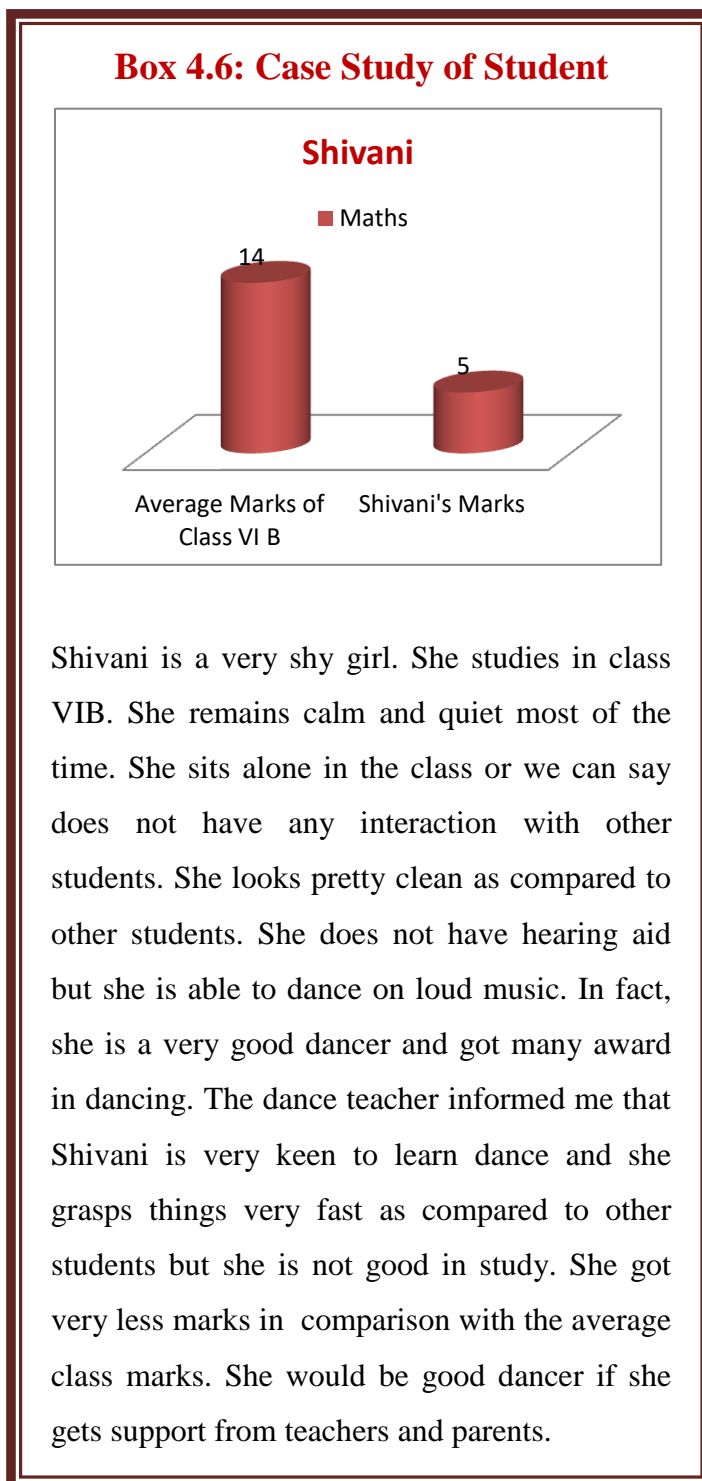 Box 4.6: Case Study of Student
Shivani
Maths
14
5
Average Marks of
Class VI B
Shivani's Marks
Shivani is a very shy girl. She studies in class
VIB. She remains calm and quiet most of the
time. She sits alone in the class or we can say
does not have any interaction with other
students. She looks pretty clean as compared to
other students. She does not have hearing aid
but she is able to dance on loud music. In fact,
she is a very good dancer and got many award
in dancing. The dance teacher informed me that
Shivani is very keen to learn dance and she
grasps things very fast as compared to other
students but she is not good in study. She got
very less marks in comparison with the average
class marks. She would be good dancer if she
gets support from teachers and parents.